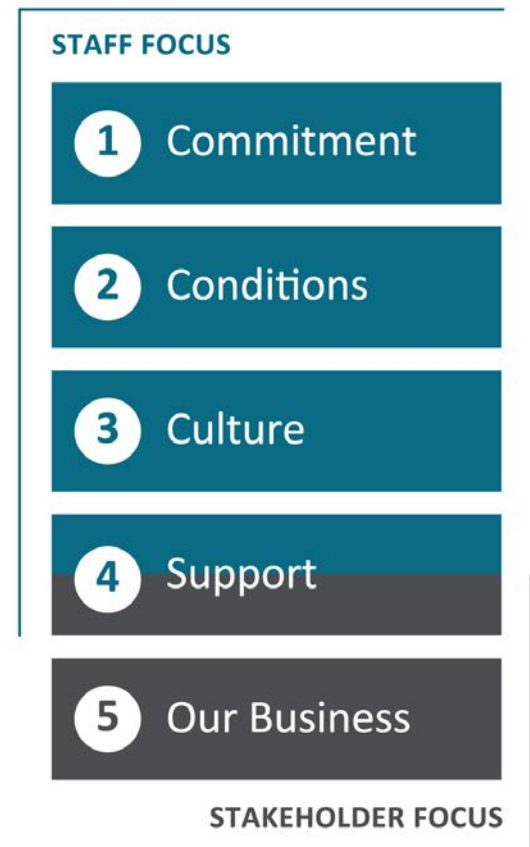 STAFF FOCUS
1 Commitment
2 Conditions
3 Culture
4 Support
5 Our Business
STAKEHOLDER FOCUS